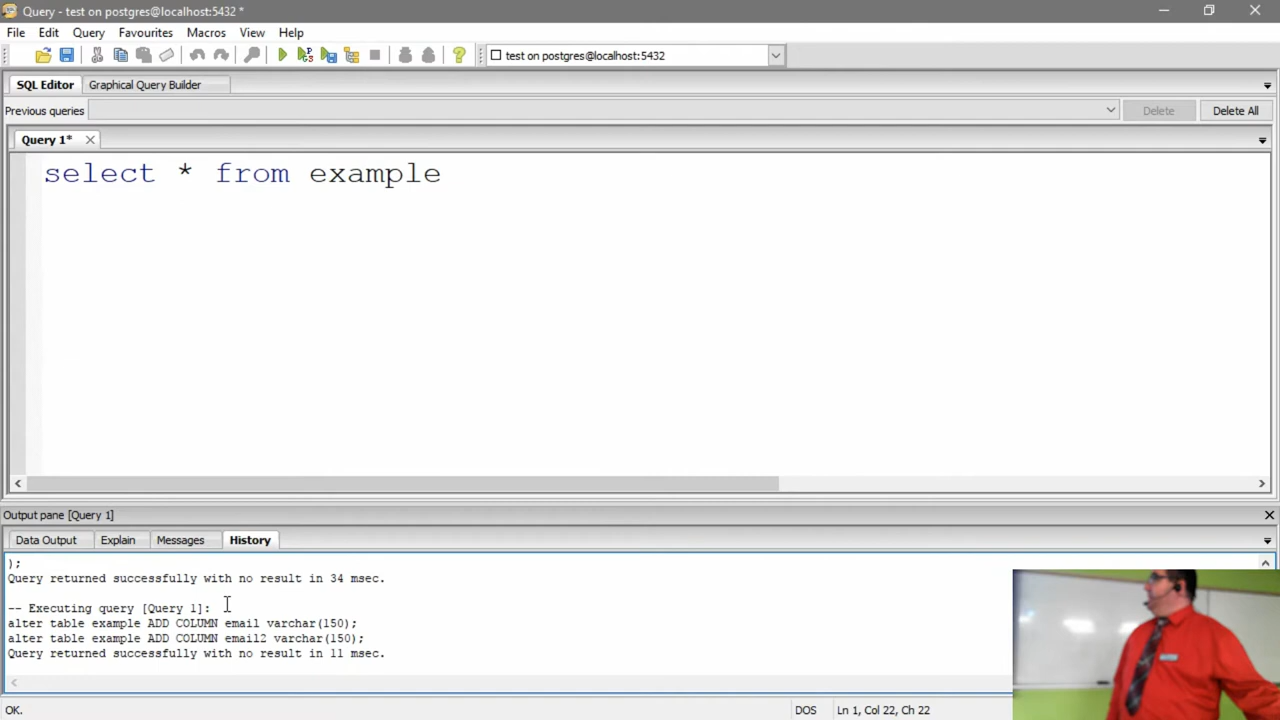 Query - test on postgres@localhost:5432 *
File Edit Query Favourites Macros View Help
test on postgres@localhost:5432
SQL Editor Graphical Query Builder
Previous queries Delete Delete All
Query 1*
select * from example
Output pane [Query 1]
Data Output Explain Messages History
);
Query returned successfully with no result in 34 msec.
-- Executing query [Query 1]:
alter table example ADD COLUMN email varchar(150);
alter table example ADD COLUMN email2 varchar(150);
Query returned successfully with no result in 11 msec.
OK. DOS Ln 1, Col 22, Ch 22